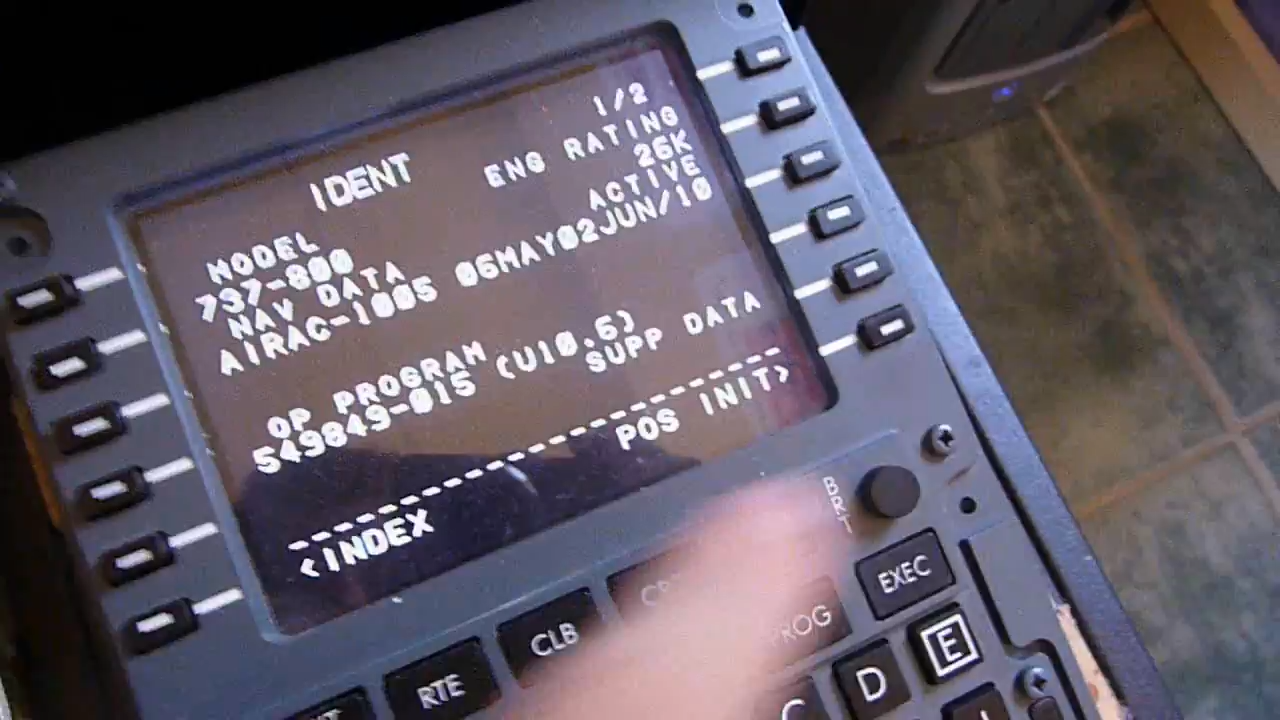 1/2
IDENT
ENG RATING
MODEL
26K
737-800
ACTIVE
NAV DATA
AIRAC-1005 06MAY02JUN/10
OP PROGRAM
549849-015 (U10.6)
SUPP DATA
POS INIT>
<INDEX
BRT
EXEC
CLB
PROG
RTE
C
D
E